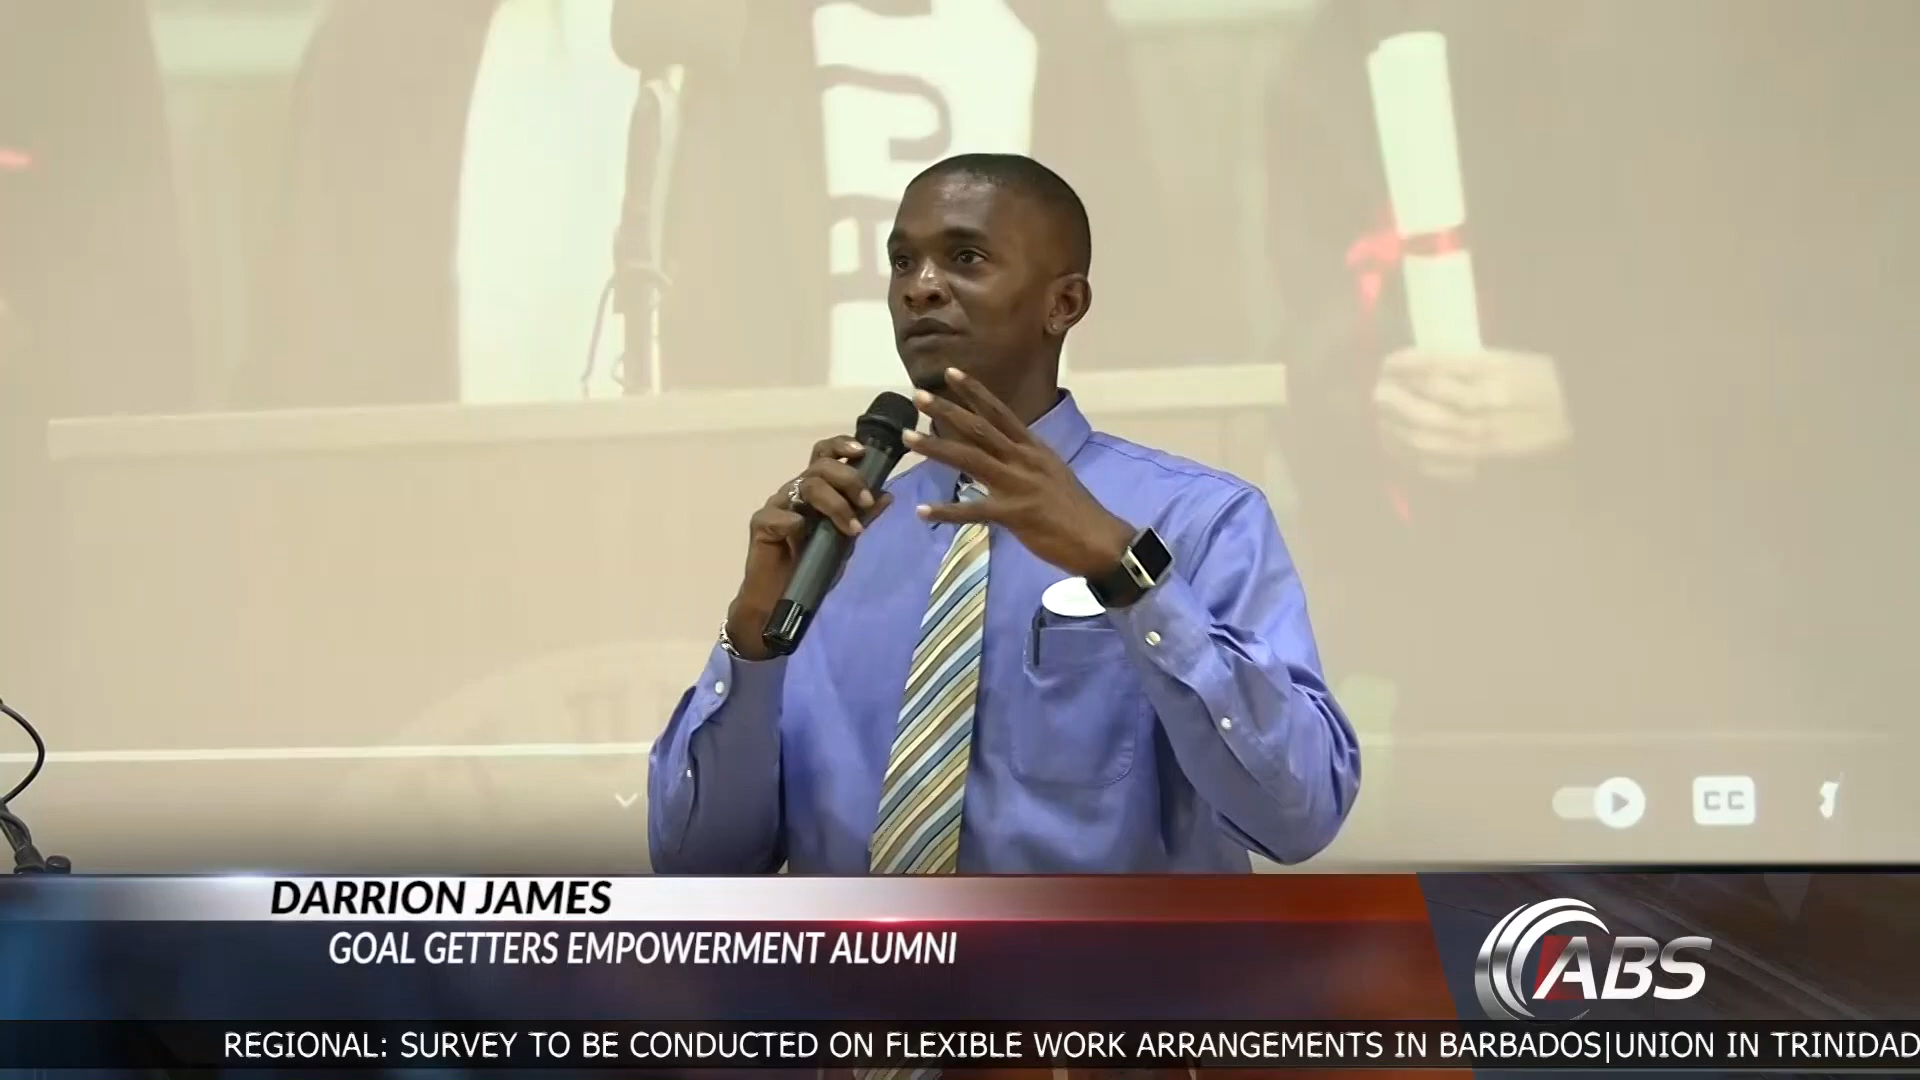 CC
DARRION JAMES
GOAL GETTERS EMPOWERMENT ALUMNI
ABS
REGIONAL: SURVEY TO BE CONDUCTED ON FLEXIBLE WORK ARRANGEMENTS IN BARBADOS|UNION IN TRINIDAD